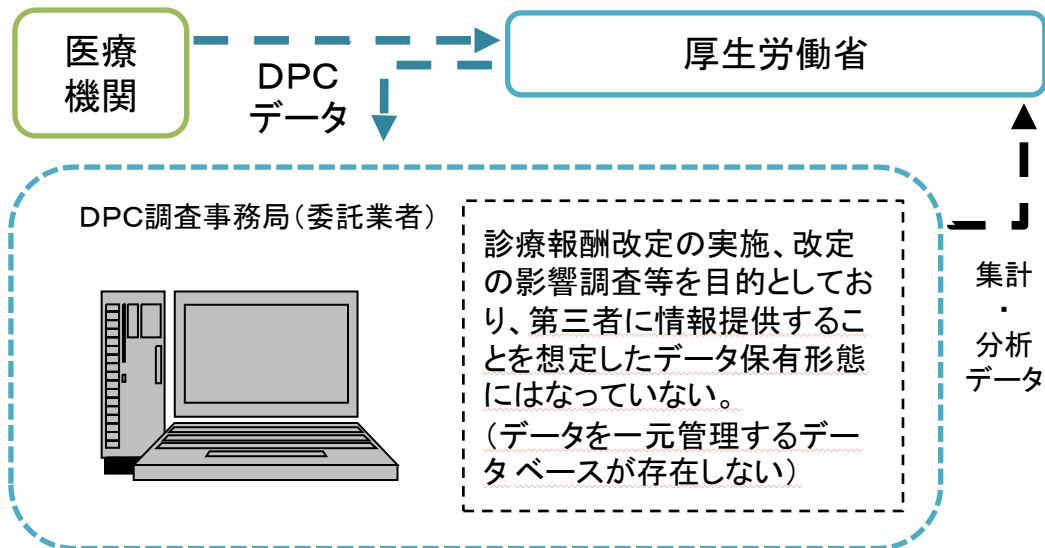 医療
機関
DPC
データ
厚生労働省
DPC調査事務局(委託業者)
診療報酬改定の実施、改定
の影響調査等を目的としてお
り、第三者に情報提供するこ
とを想定したデータ保有形態
にはなっていない。
(データを一元管理するデー
タベースが存在しない)
集計
・
分析
データ